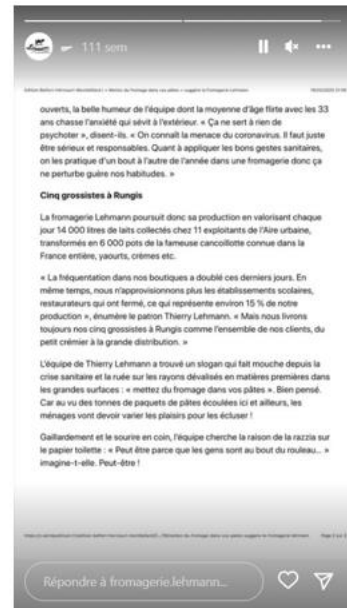 111 sem
ouverts, la belle humeur de l'équipe dont la moyenne d'âge flirte avec les 33
ans chasse l'anxiété qui sévit à l'extérieur. « Ça ne sert à rien de
psychoter », disent-ils. « On connaît la menace du coronavirus. Il faut juste
être sérieux et responsables. Quant à appliquer les bons gestes sanitaires,
on les pratique d'un bout à l'autre de l'année dans une fromagerie donc ça
ne perturbe guère nos habitudes. »
Cinq grossistes à Rungis
La fromagerie Lehmann poursuit donc sa production en valorisant chaque
jour 14 000 litres de laits collectés chez 11 exploitants de l'Aire urbaine,
transformés en 6 000 pots de la fameuse cancoillotte connue dans la
France entière, yaourts, crèmes etc.
« La fréquentation dans nos boutiques a doublé ces derniers jours. En
même temps, nous n'approvisionnons plus les établissements scolaires,
restaurateurs qui ont fermé, ce qui représente environ 15 % de notre
production », énumère le patron Thierry Lehmann. « Mais nous livrons
toujours nos cinq grossistes à Rungis comme l'ensemble de nos clients, du
petit crémier à la grande distribution. »
L'équipe de Thierry Lehmann a trouvé un slogan qui fait mouche depuis la
crise sanitaire et la ruée sur les rayons dévalisés en matières premières dans
les grandes surfaces : « mettez du fromage dans vos pâtes ». Bien pensé.
Car au vu des tonnes de paquets de pâtes écoulées ici et ailleurs, les
ménages vont devoir varier les plaisirs pour les écluser !
Gaillardement et le sourire en coin, l'équipe cherche la raison de la razzia sur
le papier toilette : « Peut être parce que les gens sont au bout du rouleau... »
imagine-t-elle. Peut-être !
Répondre à fromagerie.lehmann...